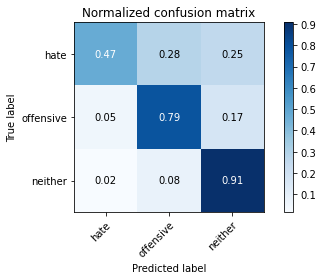 Normalized confusion matrix
True label
hate
offensive
neither
0.47 0.28 0.25
0.05 0.79 0.17
0.02 0.08 0.91
hate
offensive
neither
Predicted label
0.9
0.8
0.7
0.6
0.5
0.4
0.3
0.2
0.1